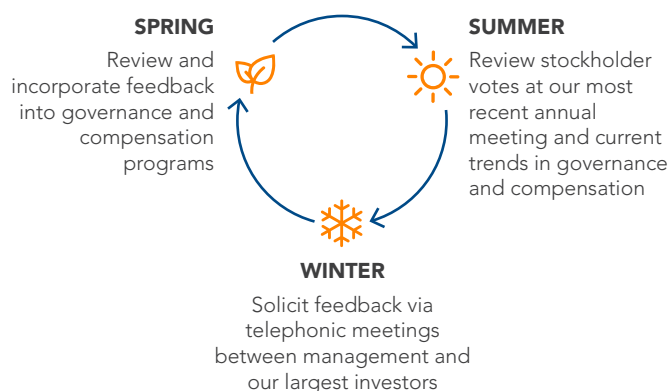 SPRING
Review and
incorporate feedback
into governance and
compensation
programs
SUMMER
Review stockholder
votes at our most
recent annual
meeting and current
trends in governance
and compensation
WINTER
Solicit feedback via
telephonic meetings
between management and
our largest investors